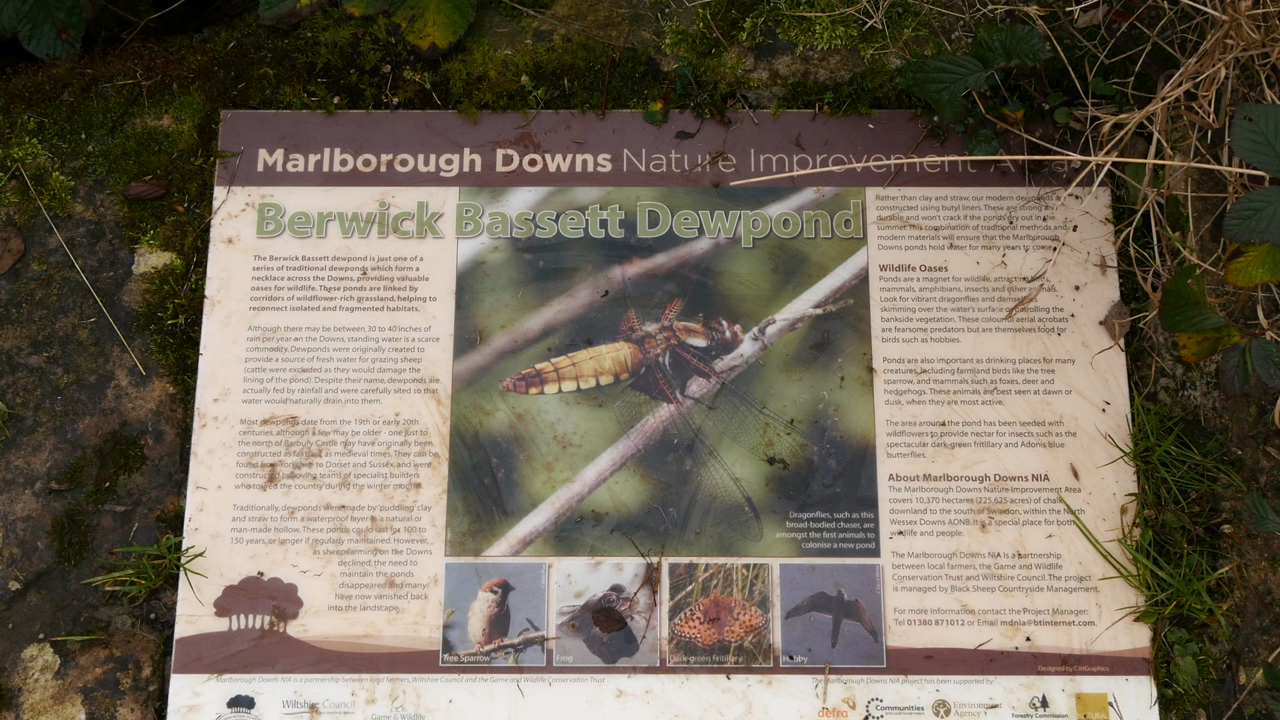 Marlborough Downs Nature Improvement
Berwick Bassett Dewpond
The Berwick Bassett dewpond is just one of a
series of traditional dewponds which form a
necklace across the Downs, providing valuable
oases for wildlife. These ponds are linked by
corridors of wildflower-rich grassland, helping to
reconnect isolated and fragmented habitats.
Although there may be between 30 to 40 inches of
rain per year on the Downs, standing water is a scarce
commodity. Dewponds were originally created to
provide a source of fresh water for grazing sheep
(cattle were excluded as they would damage the
lining of the pond). Despite their name, dewponds are
actually fed by rainfall and were carefully sited so that
water would naturally drain into them.
Most dewponds date from the 19th or early 20th
centuries, although a few may be older - one just to
the north of Barbury Castle may have originally been
constructed as far back as medieval times. They can be
found from Yorkshire to Dorset and Sussex, and were
constructed by roving teams of specialist builders
who toured the country during the winter months.
Traditionally, dewponds were made by 'puddling' clay
and straw to form a waterproof layer in a natural or
man-made hollow. These ponds could last for 100 to
150 years, or longer if regularly maintained. However,
as sheep farming on the Downs
declined, the need to
maintain the ponds
disappeared and many
have now vanished back
into the landscape.
Dragonflies, such as this
broad-bodied chaser, are
amongst the first animals to
colonise a new pond
Tree Sparrow
Frog
Dark-green Fritillary
Hobby
Rather than clay and straw, our modern dewponds are
constructed using butyl liners. These are strong and
durable and won't crack if the ponds dry out in the
summer. This combination of traditional methods and
modern materials will ensure that the Marlborough
Downs ponds hold water for many years to come.
Wildlife Oases
Ponds are a magnet for wildlife, attracting birds,
mammals, amphibians, insects and other animals.
Look for vibrant dragonflies and damselflies
skimming over the water's surface or patrolling the
bankside vegetation. These colourful aerial acrobats
are fearsome predators but are themselves food for
birds such as hobbies.
Ponds are also important as drinking places for many
creatures, including farmland birds like the tree
sparrow, and mammals such as foxes, deer and
hedgehogs. These animals are best seen at dawn or
dusk, when they are most active.
The area around the pond has been seeded with
wildflowers to provide nectar for insects such as the
spectacular dark-green fritillary and Adonis blue
butterflies.
About Marlborough Downs NIA
The Marlborough Downs Nature Improvement Area
covers 10,370 hectares (225,625 acres) of chalk
downland to the south of Swindon, within the North
Wessex Downs AONB. It is a special place for both
wildlife and people.
The Marlborough Downs NIA is a partnership
between local farmers, the Game and Wildlife
Conservation Trust and Wiltshire Council. The project
is managed by Black Sheep Countryside Management.
For more information contact the Project Manager:
Tel 01380 871012 or Email mdnia@btinternet.com.
Designed by CJHGraphics
Marlborough Downs NIA is a partnership between local farmers, Wiltshire Council and the Game and Wildlife Conservation Trust
The Marlborough Downs NIA project has been supported by:
Wiltshire Council
Game & Wildlife
defra
Communities
and Local Government
Environment
Agency
Forestry Commission